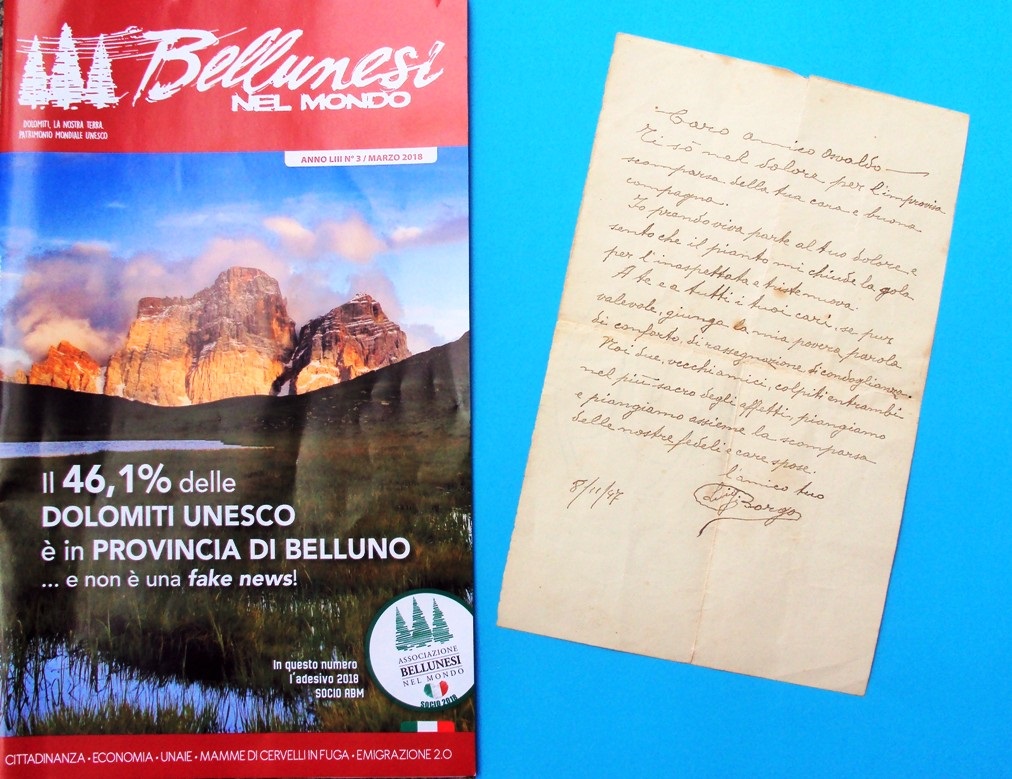 Bellunesi
NEL MONDO
DOLOMITI, LA NOSTRA TERRA,
PATRIMONIO MONDIALE UNESCO
ANNO LIII N° 3 / MARZO 2018
Il 46,1% delle
DOLOMITI UNESCO
è in PROVINCIA DI BELLUNO
... e non è una fake news!
In questo numero
l'adesivo 2018
SOCIO ABM
ASSOCIAZIONE
BELLUNESI
NEL MONDO
SOCIO 2018
CITTADINANZA • ECONOMIA • UNAIE • MAMME DI CERVELLI IN FUGA • EMIGRAZIONE 2.0
Caro amico Osvaldo
Ti sò nel dolore per l'improvisa
scomparsa della tua cara e buona
compagna.
Io prendo viva parte al tuo dolore e
sento che il pianto mi chiude la gola
per l'inaspettata e triste nuova.
A te e a tutti i tuoi cari, se pur
valevole, giunga la mia povera parola
di conforto, di rassegnazione, di condoglianze.
Noi due, vecchi amici, colpiti entrambi
nel più sacro degli affetti, piangiamo
e piangiamo assieme la scomparsa
delle nostre fedeli e care spose.
l'amico tuo
8/11/47
Borgo